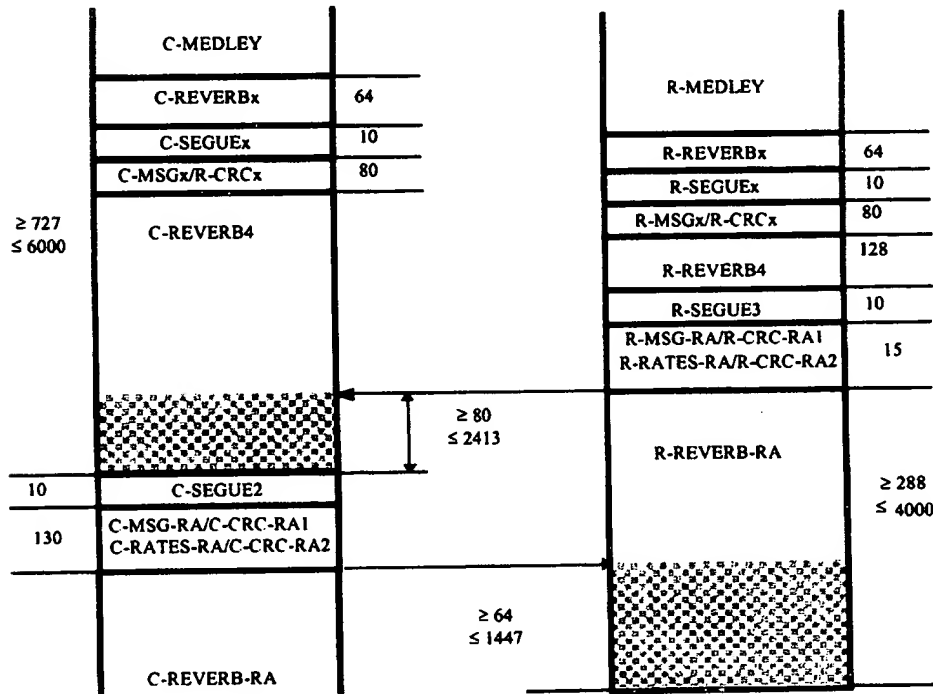 C-MEDLEY
C-REVERBx
64
C-SEGUEx
10
C-MSGx/R-CRCx
80
≥ 727
≤ 6000
C-REVERB4
≥ 80
≤ 2413
10
C-SEGUE2
130
C-MSG-RA/C-CRC-RA1
C-RATES-RA/C-CRC-RA2
≥ 64
≤ 1447
C-REVERB-RA
R-MEDLEY
R-REVERBx
64
R-SEGUEx
10
R-MSGx/R-CRCx
80
R-REVERB4
128
R-SEGUE3
10
R-MSG-RA/R-CRC-RA1
R-RATES-RA/R-CRC-RA2
15
R-REVERB-RA
≥ 288
≤ 4000